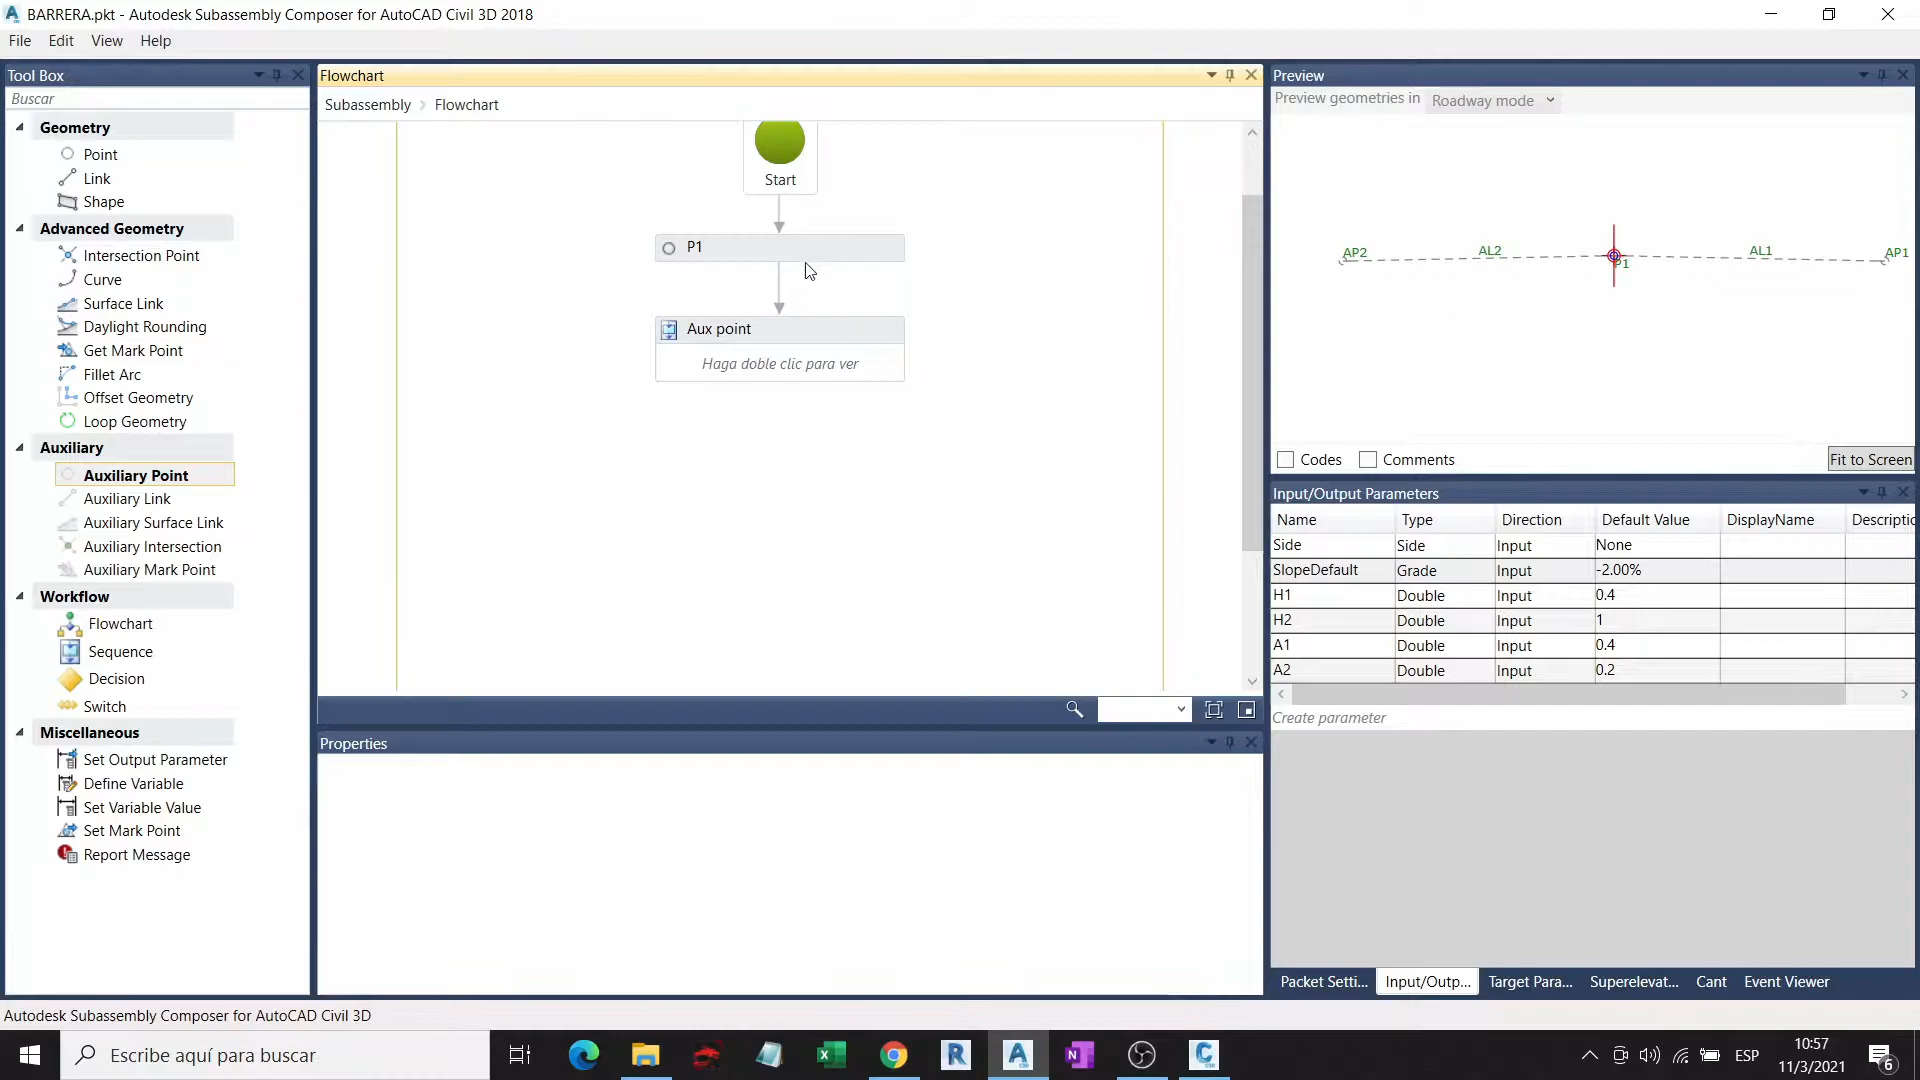 BARRERA.pkt - Autodesk Subassembly Composer for AutoCAD Civil 3D 2018
File Edit View Help
Tool Box
Buscar
Geometry
Point
Link
Shape
Advanced Geometry
Intersection Point
Curve
Surface Link
Daylight Rounding
Get Mark Point
Fillet Arc
Offset Geometry
Loop Geometry
Auxiliary
Auxiliary Point
Auxiliary Link
Auxiliary Surface Link
Auxiliary Intersection
Auxiliary Mark Point
Workflow
Flowchart
Sequence
Decision
Switch
Miscellaneous
Set Output Parameter
Define Variable
Set Variable Value
Set Mark Point
Report Message
Flowchart
Subassembly Flowchart
Start
P1
Aux point
Haga doble clic para ver
Properties
Preview
Preview geometries in Roadway mode
AP2 AL2 P1 AL1 AP1
Codes Comments Fit to Screen
Input/Output Parameters
Name Type Direction Default Value DisplayName Descriptio
Side Side Input None
SlopeDefault Grade Input -2.00%
H1 Double Input 0.4
H2 Double Input 1
A1 Double Input 0.4
A2 Double Input 0.2
Create parameter
Packet Setti... Input/Outp... Target Para... Superelevat... Cant Event Viewer
Autodesk Subassembly Composer for AutoCAD Civil 3D
Escribe aquí para buscar
ESP
10:57
11/3/2021
6